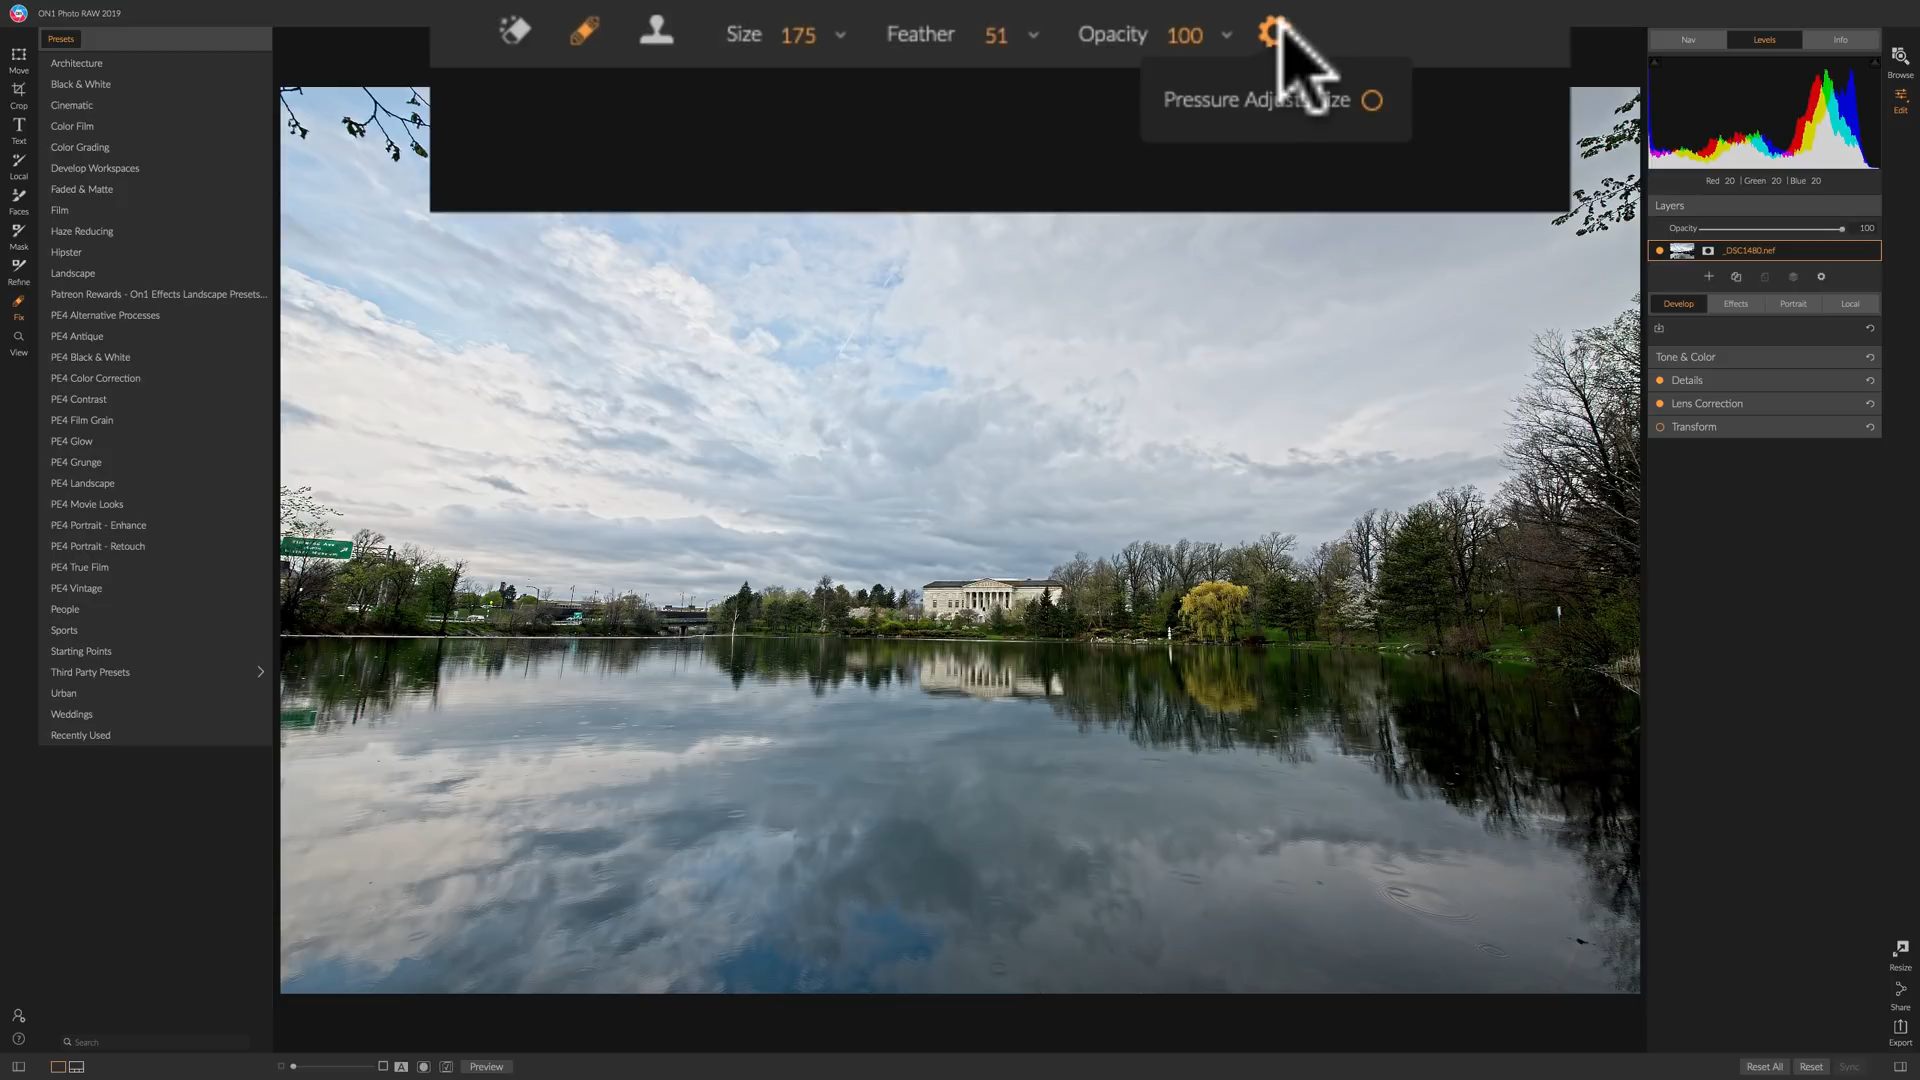 ON1 Photo RAW 2019
Size 175 Feather 51 Opacity 100
Pressure Adjusts Size
Presets
Architecture
Black & White
Cinematic
Color Film
Color Grading
Develop Workspaces
Faded & Matte
Film
Haze Reducing
Hipster
Landscape
Patreon Rewards - On1 Effects Landscape Presets...
PE4 Alternative Processes
PE4 Antique
PE4 Black & White
PE4 Color Correction
PE4 Contrast
PE4 Film Grain
PE4 Glow
PE4 Grunge
PE4 Landscape
PE4 Movie Looks
PE4 Portrait - Enhance
PE4 Portrait - Retouch
PE4 True Film
PE4 Vintage
People
Sports
Starting Points
Third Party Presets
Urban
Weddings
Recently Used
Search
Move
Crop
Text
Local
Faces
Mask
Refine
Fix
View
Nav Levels Info
Red 20 | Green 20 | Blue 20
Layers
Opacity 100
_DSC1480.nef
Develop Effects Portrait Local
Tone & Color
Details
Lens Correction
Transform
Browse
Edit
Resize
Share
Export
A Preview
Reset All Reset Sync